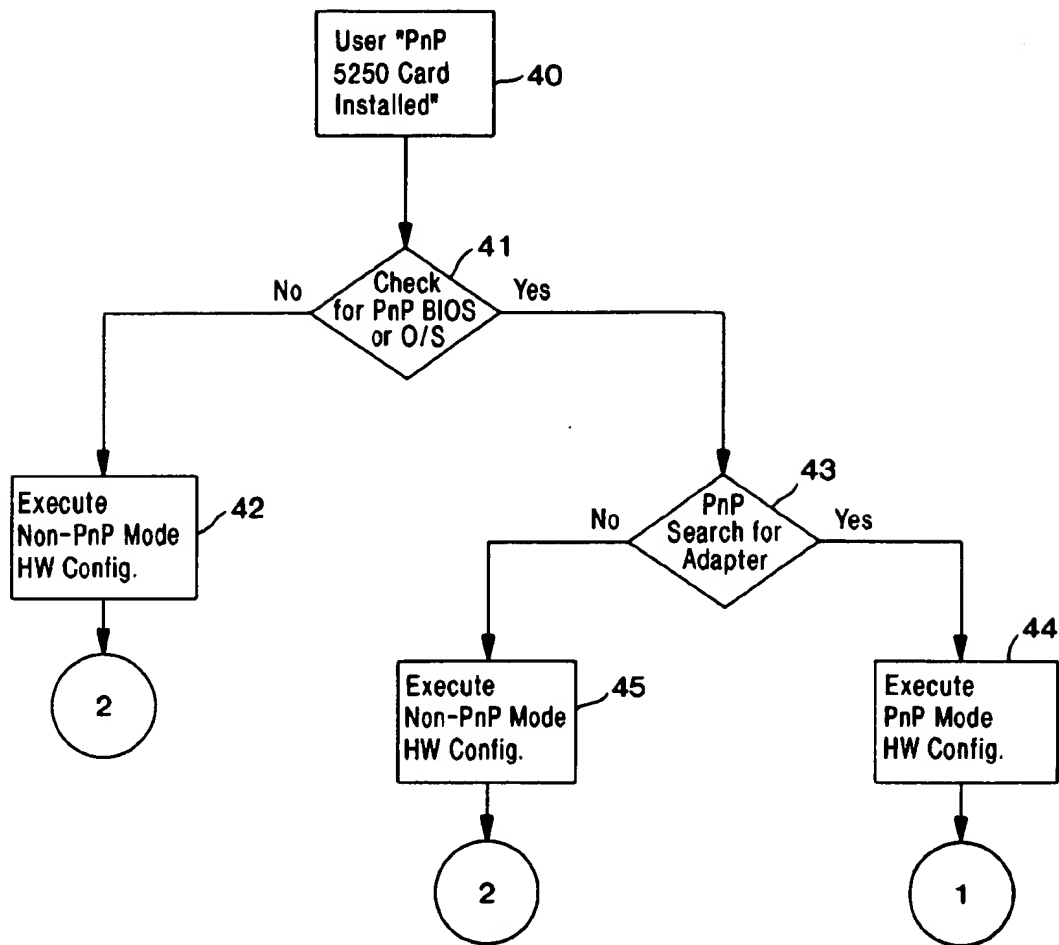 User "PnP
5250 Card
Installed"
40
41
Check
for PnP BIOS
or O/S
No
Yes
Execute
Non-PnP Mode
HW Config.
42
2
43
PnP
Search for
Adapter
No
Yes
Execute
Non-PnP Mode
HW Config.
45
2
44
Execute
PnP Mode
HW Config.
1